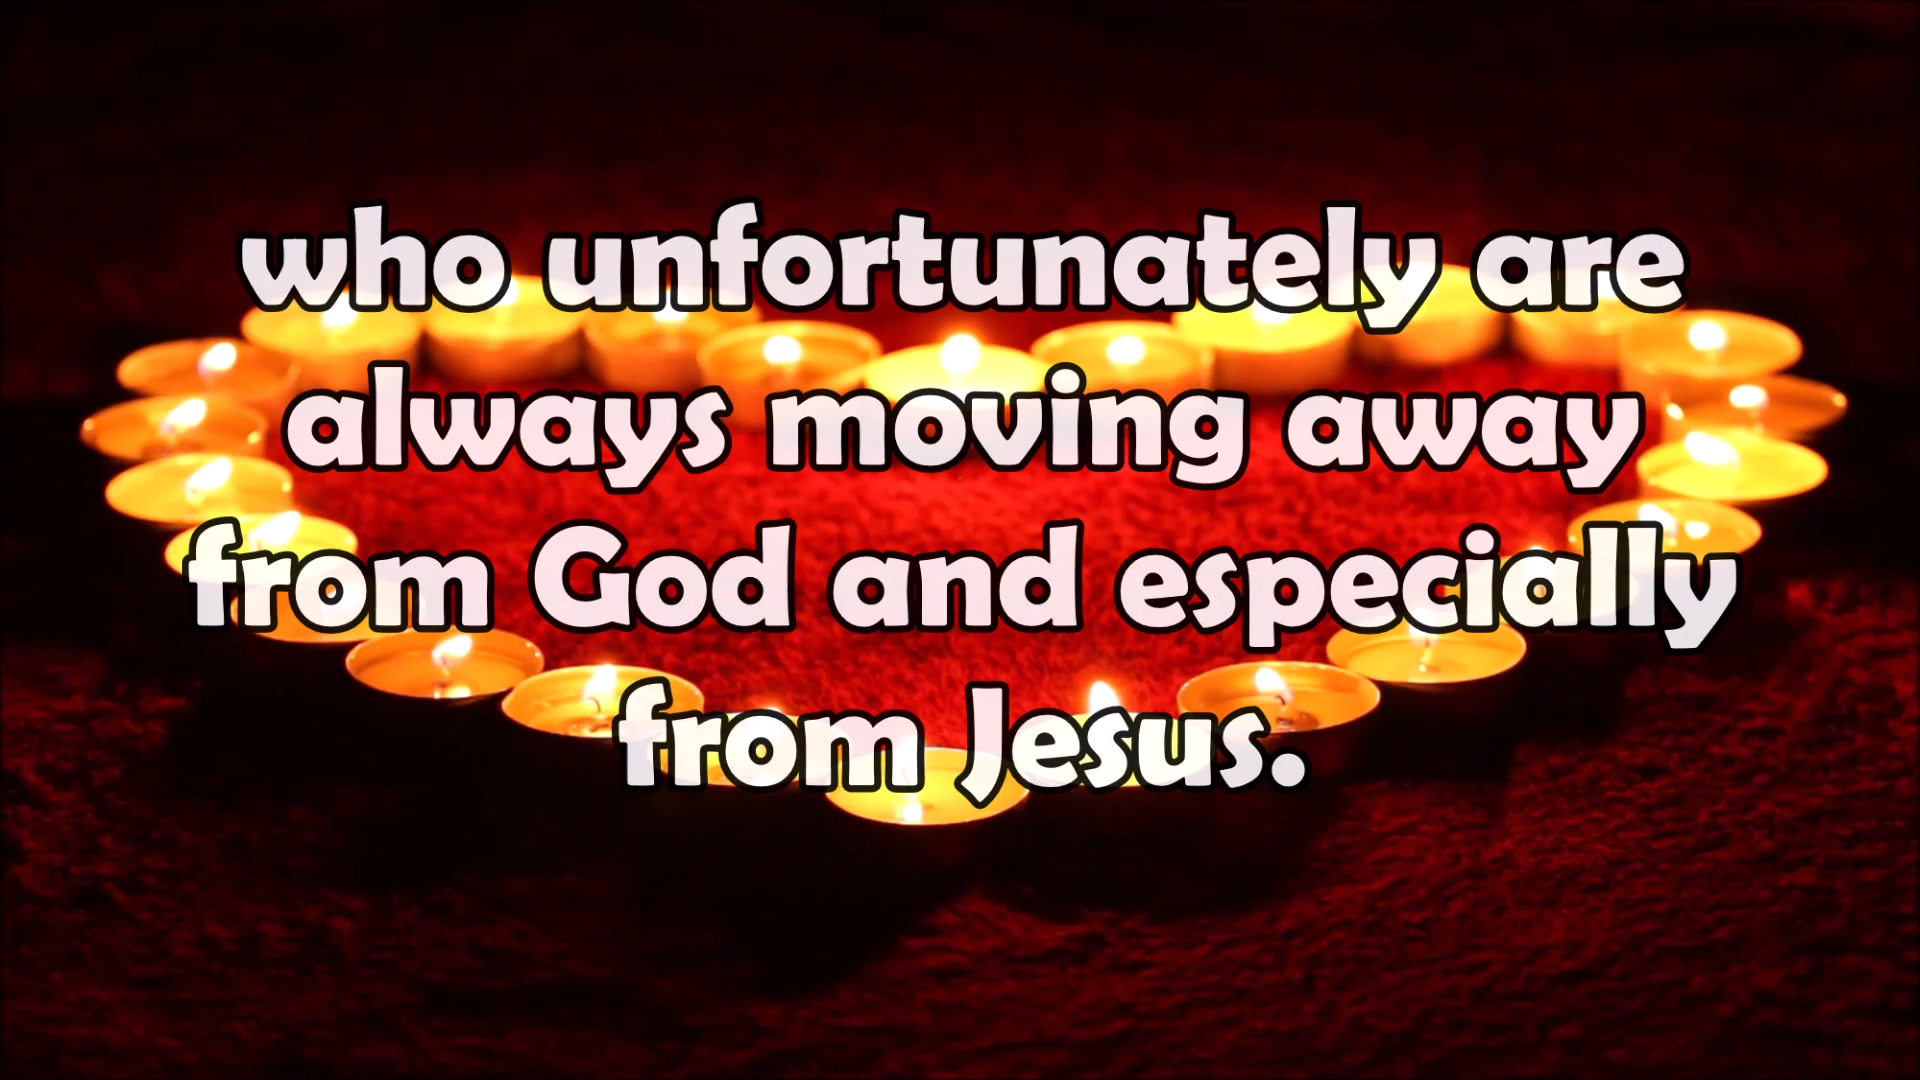 who unfortunately are
always moving away
from God and especially
from Jesus.